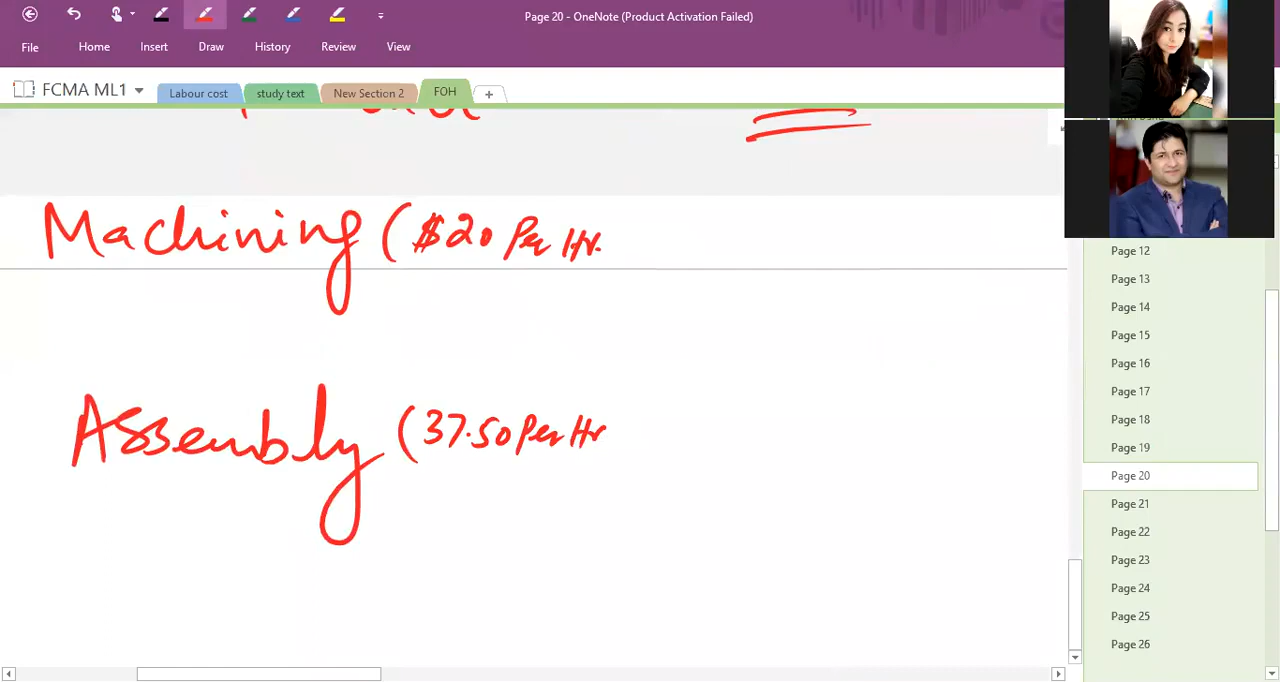 Page 20 - OneNote (Product Activation Failed)
File Home Insert Draw History Review View
FCMA ML1 Labour cost study text New Section 2 FOH
Machining ($20 Per Hr.
Assembly (37.50 Per Hr
Page 12
Page 13
Page 14
Page 15
Page 16
Page 17
Page 18
Page 19
Page 20
Page 21
Page 22
Page 23
Page 24
Page 25
Page 26